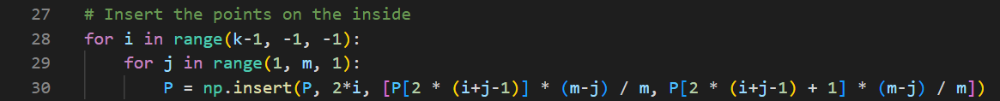 27 # Insert the points on the inside
28 for i in range(k-1, -1, -1):
29     for j in range(1, m, 1):
30         P = np.insert(P, 2*i, [P[2 * (i+j-1)] * (m-j) / m, P[2 * (i+j-1) + 1] * (m-j) / m])